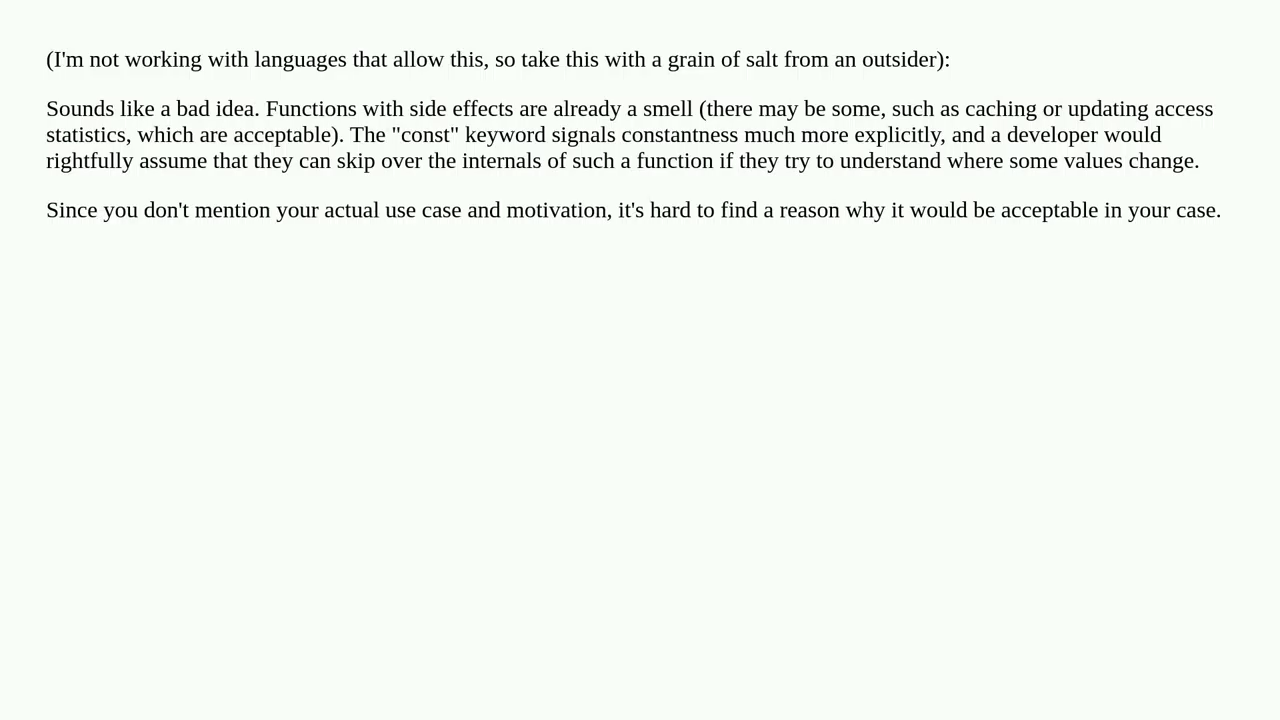 (I'm not working with languages that allow this, so take this with a grain of salt from an outsider):
Sounds like a bad idea. Functions with side effects are already a smell (there may be some, such as caching or updating access
statistics, which are acceptable). The "const" keyword signals constantness much more explicitly, and a developer would
rightfully assume that they can skip over the internals of such a function if they try to understand where some values change.
Since you don't mention your actual use case and motivation, it's hard to find a reason why it would be acceptable in your case.